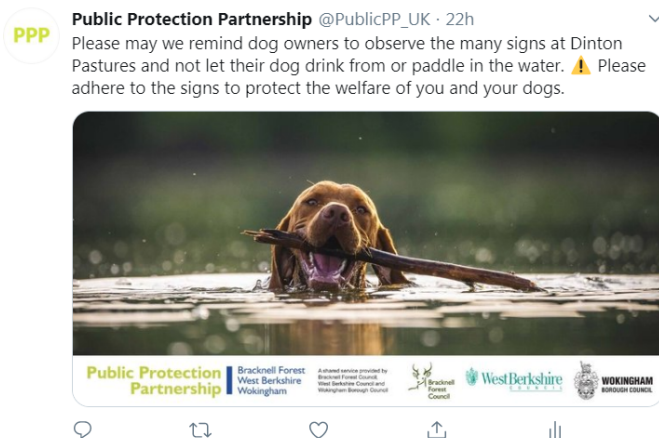 PPP
Public Protection Partnership @PublicPP_UK · 22h
Please may we remind dog owners to observe the many signs at Dinton
Pastures and not let their dog drink from or paddle in the water. ⚠️ Please
adhere to the signs to protect the welfare of you and your dogs.
Public Protection
Partnership
Bracknell Forest
West Berkshire
Wokingham
A shared service provided by
Bracknell Forest Council,
West Berkshire Council and
Wokingham Borough Council
Bracknell
Forest
Council
West Berkshire
COUNCIL
WOKINGHAM
BOROUGH COUNCIL